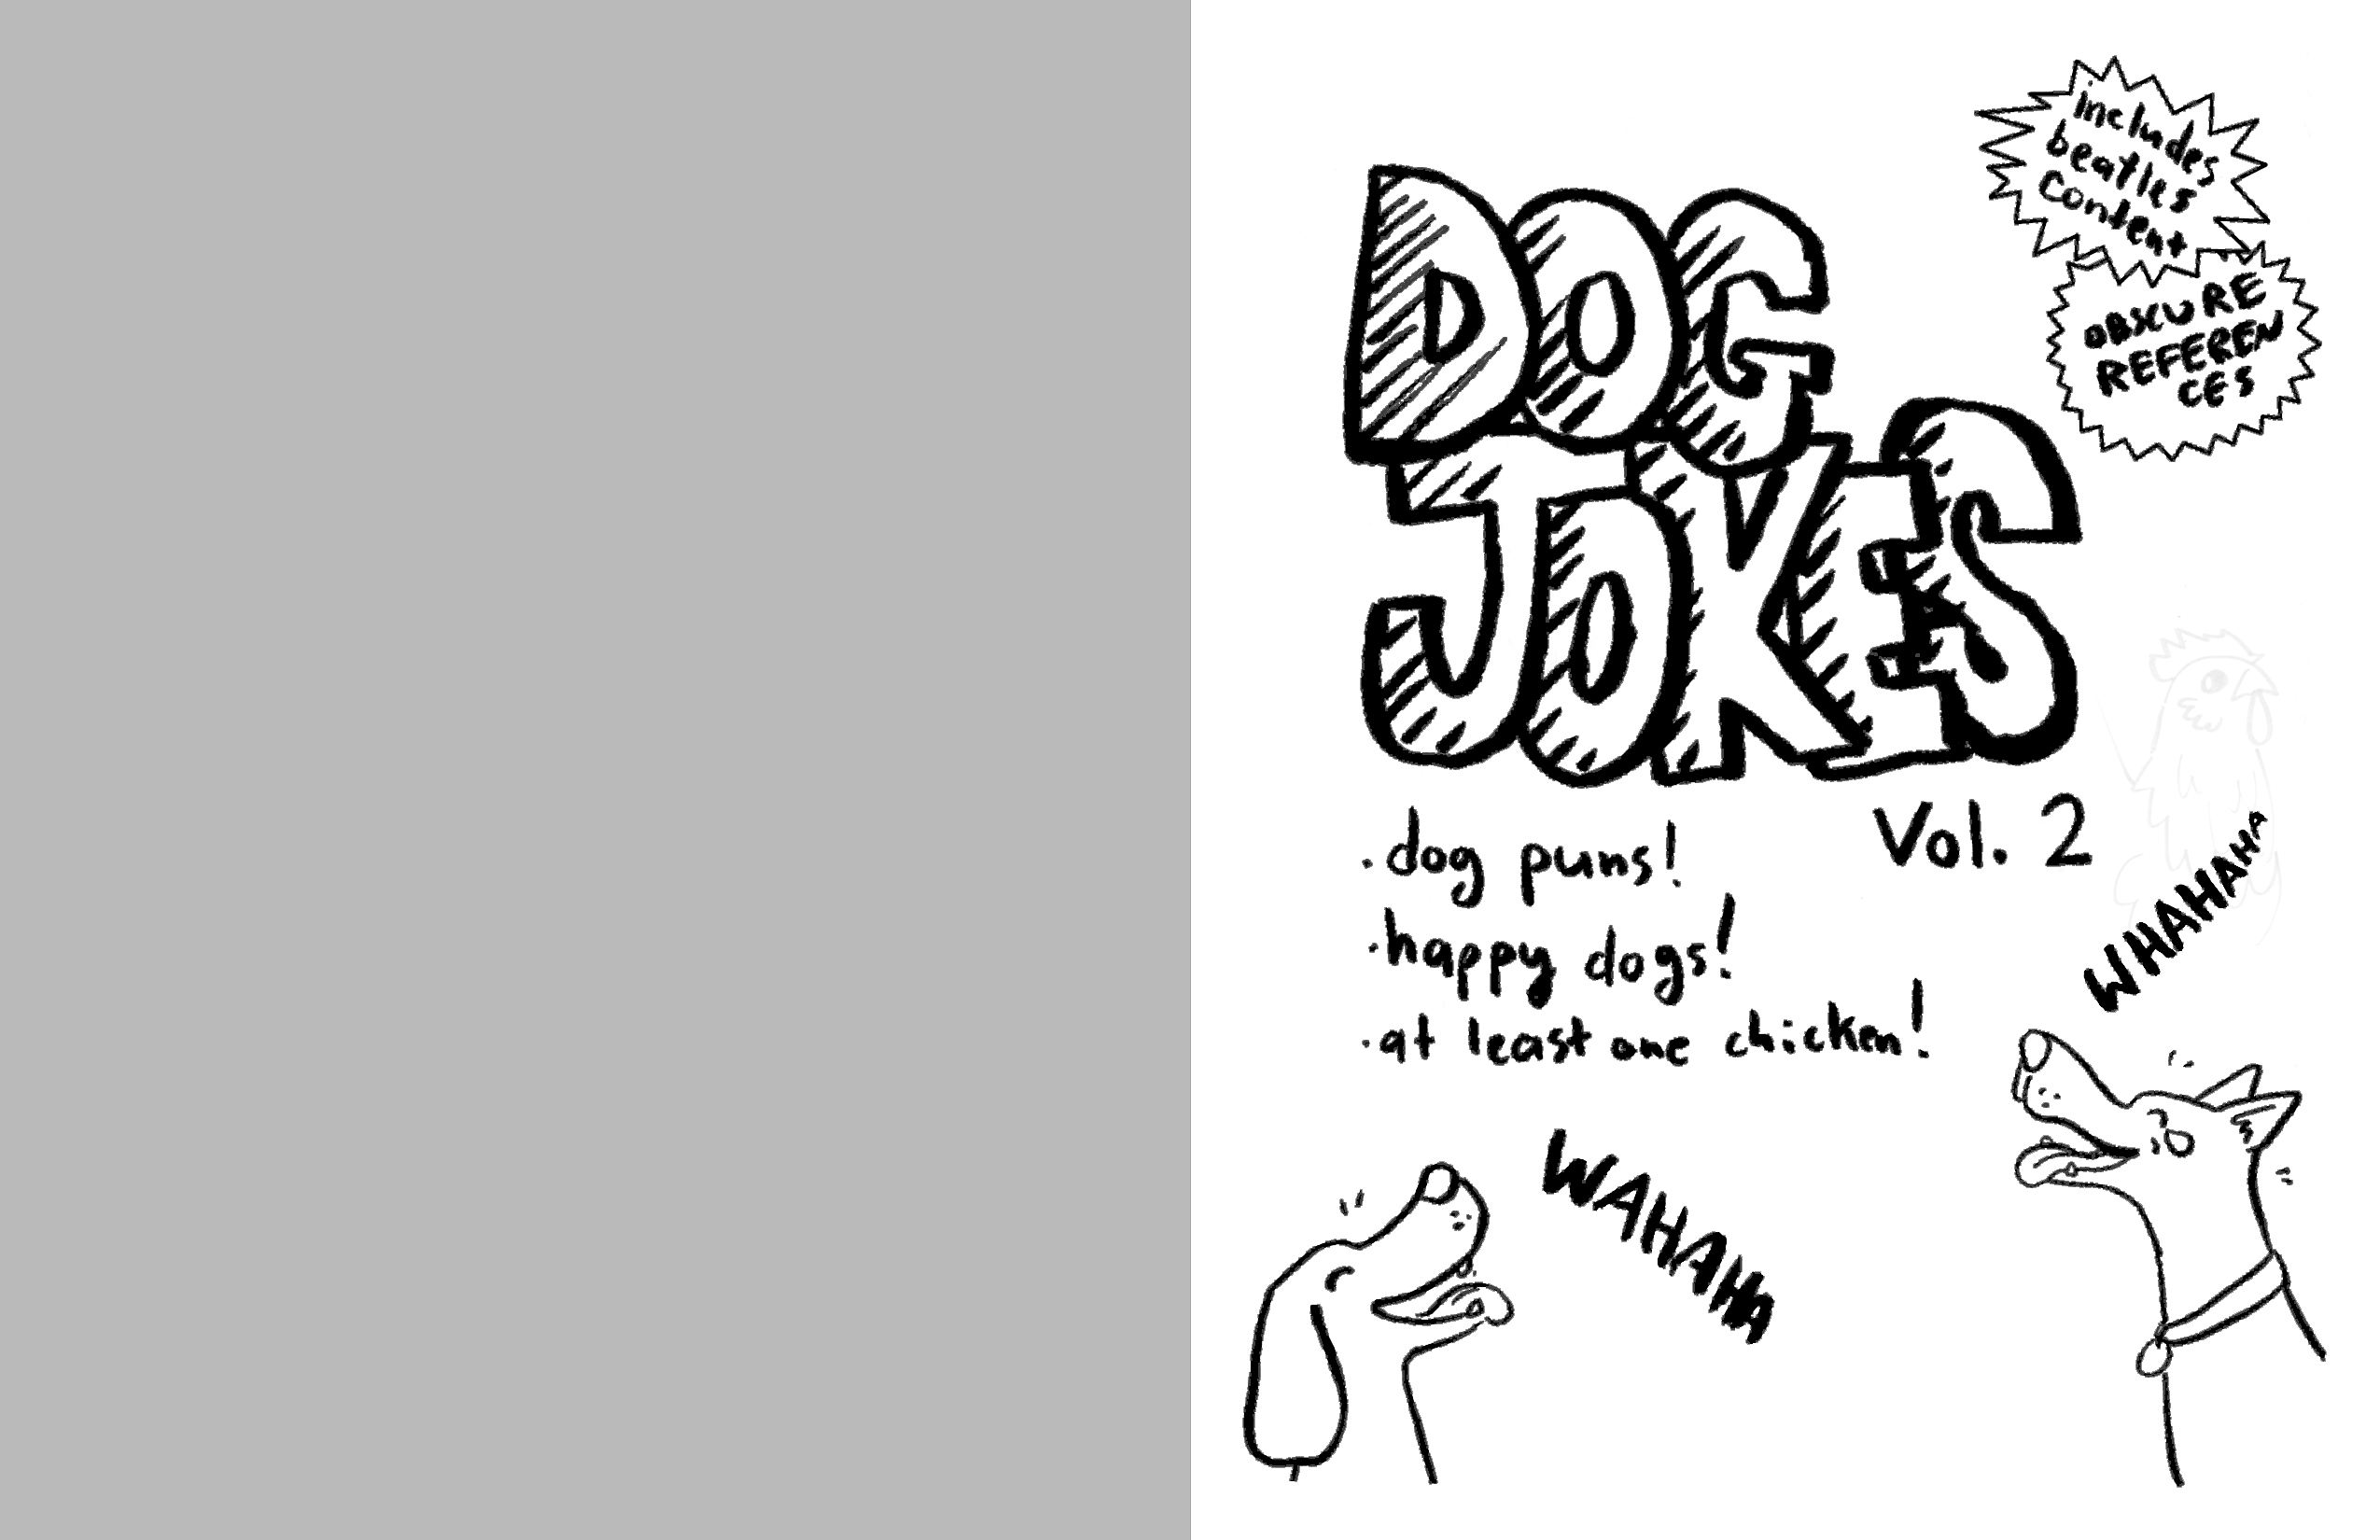 includes
beatles
content
OBSCURE
REFEREN
CES
DOG
JOKES
Vol. 2
·dog puns!
·happy dogs!
·at least one chicken!
WHAHAHA
WAHAHAHA